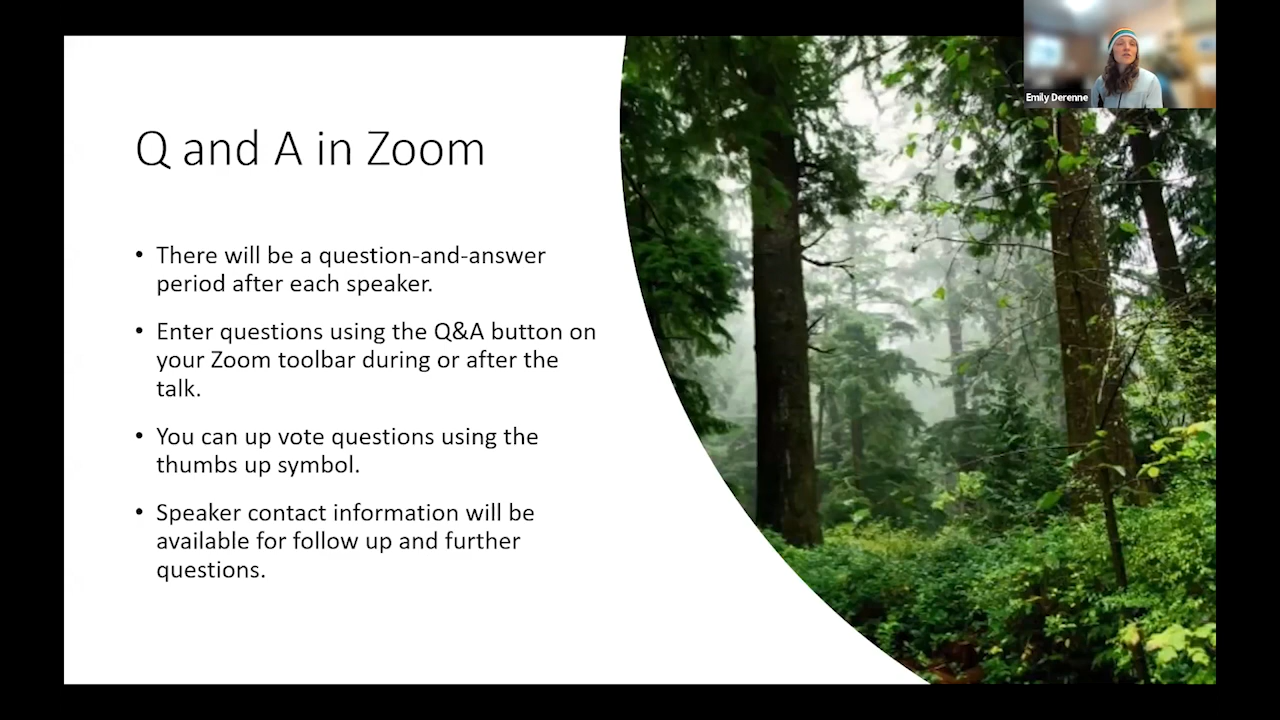 Emily Derenne
Q and A in Zoom
• There will be a question-and-answer
period after each speaker.
• Enter questions using the Q&A button on
your Zoom toolbar during or after the
talk.
• You can up vote questions using the
thumbs up symbol.
• Speaker contact information will be
available for follow up and further
questions.